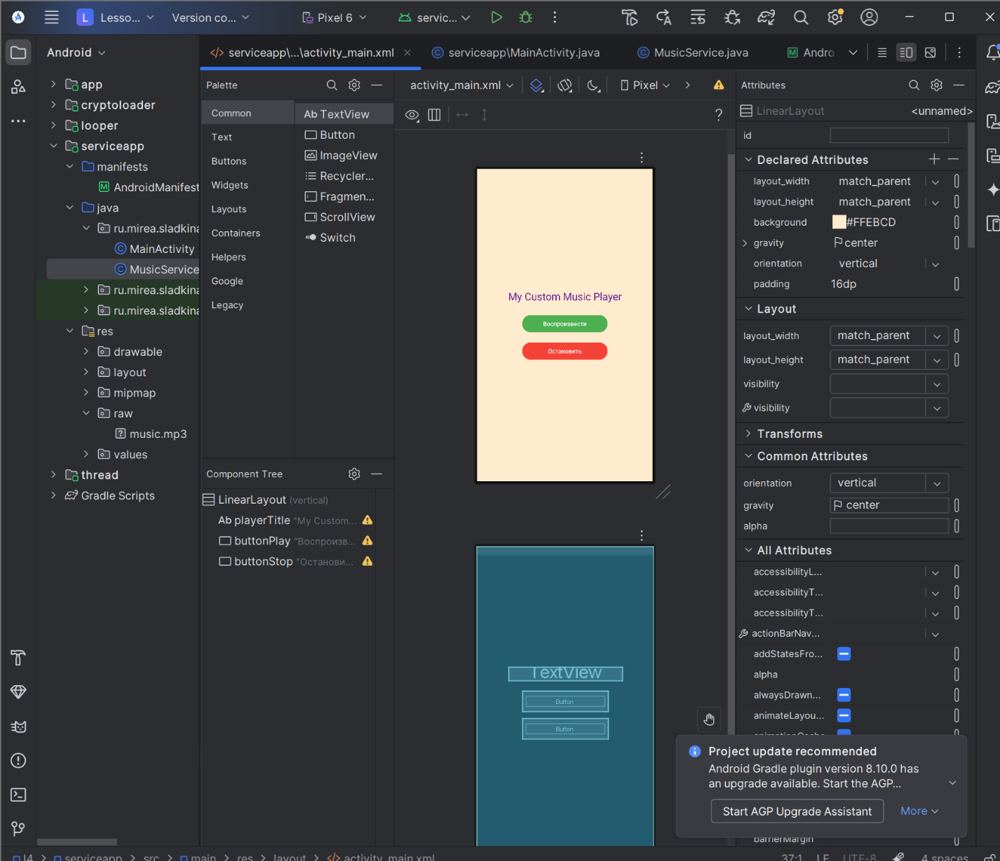 L Lesso... Version co... Pixel 6 servic...
Android
app
cryptoloader
looper
serviceapp
manifests
AndroidManifest
java
ru.mirea.sladkina
MainActivity
MusicService
ru.mirea.sladkina
ru.mirea.sladkina
res
drawable
layout
mipmap
raw
music.mp3
values
thread
Gradle Scripts
serviceapp\...\activity_main.xml serviceapp\MainActivity.java MusicService.java Andro
Palette
Common
Text
Buttons
Widgets
Layouts
Containers
Helpers
Google
Legacy
Ab TextView
Button
ImageView
Recycler...
Fragmen...
ScrollView
Switch
Component Tree
LinearLayout (vertical)
Ab playerTitle "My Custom...
buttonPlay "Воспроизв...
buttonStop "Останови...
activity_main.xml Pixel
?
My Custom Music Player
Воспроизвести
Остановить
TextView
Button
Button
Attributes
LinearLayout <unnamed>
id
Declared Attributes
layout_width match_parent
layout_height match_parent
background #FFEBCD
gravity center
orientation vertical
padding 16dp
Layout
layout_width match_parent
layout_height match_parent
visibility
visibility
Transforms
Common Attributes
orientation vertical
gravity center
alpha
All Attributes
accessibilityL...
accessibilityT...
accessibilityT...
actionBarNav...
addStatesFro...
alpha
alwaysDrawn...
animateLayou...
Project update recommended
Android Gradle plugin version 8.10.0 has
an upgrade available. Start the AGP...
Start AGP Upgrade Assistant More
barrierMargin
l4 > serviceapp > src > main > res > layout > activity_main.xml 37:1 LF UTF-8 4 spaces